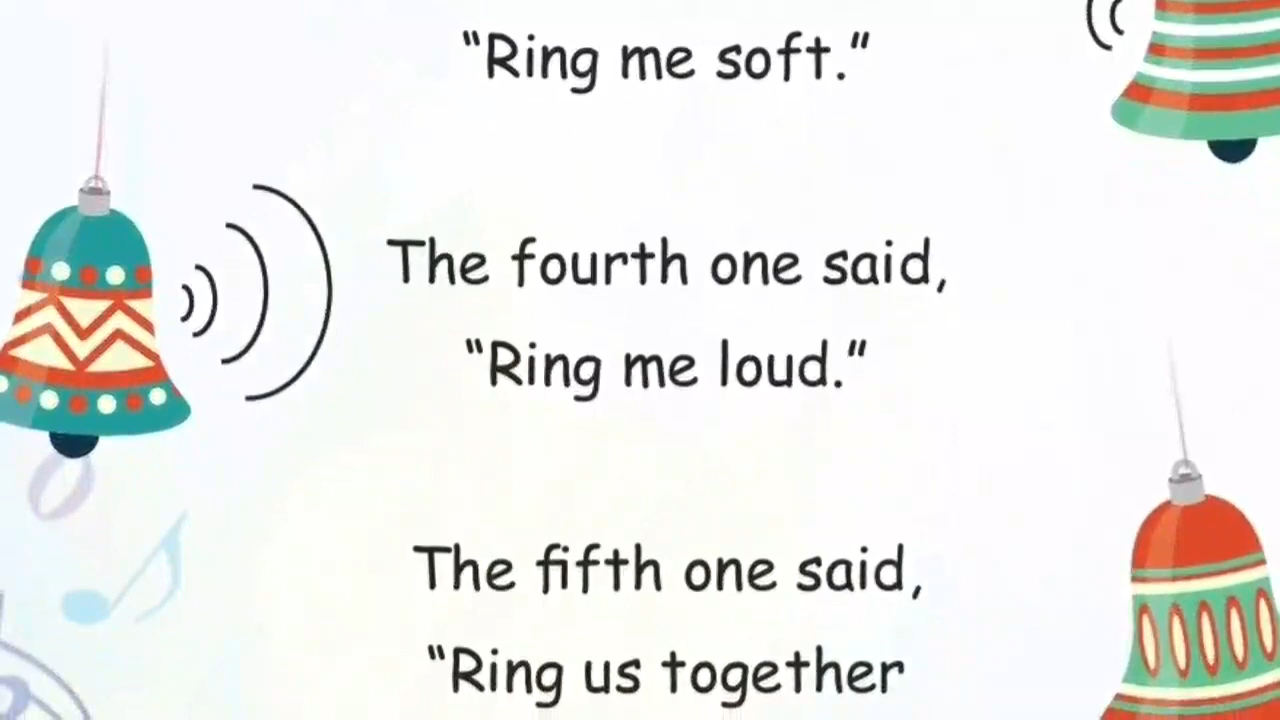 “Ring me soft.”
The fourth one said,
“Ring me loud.”
The fifth one said,
“Ring us together